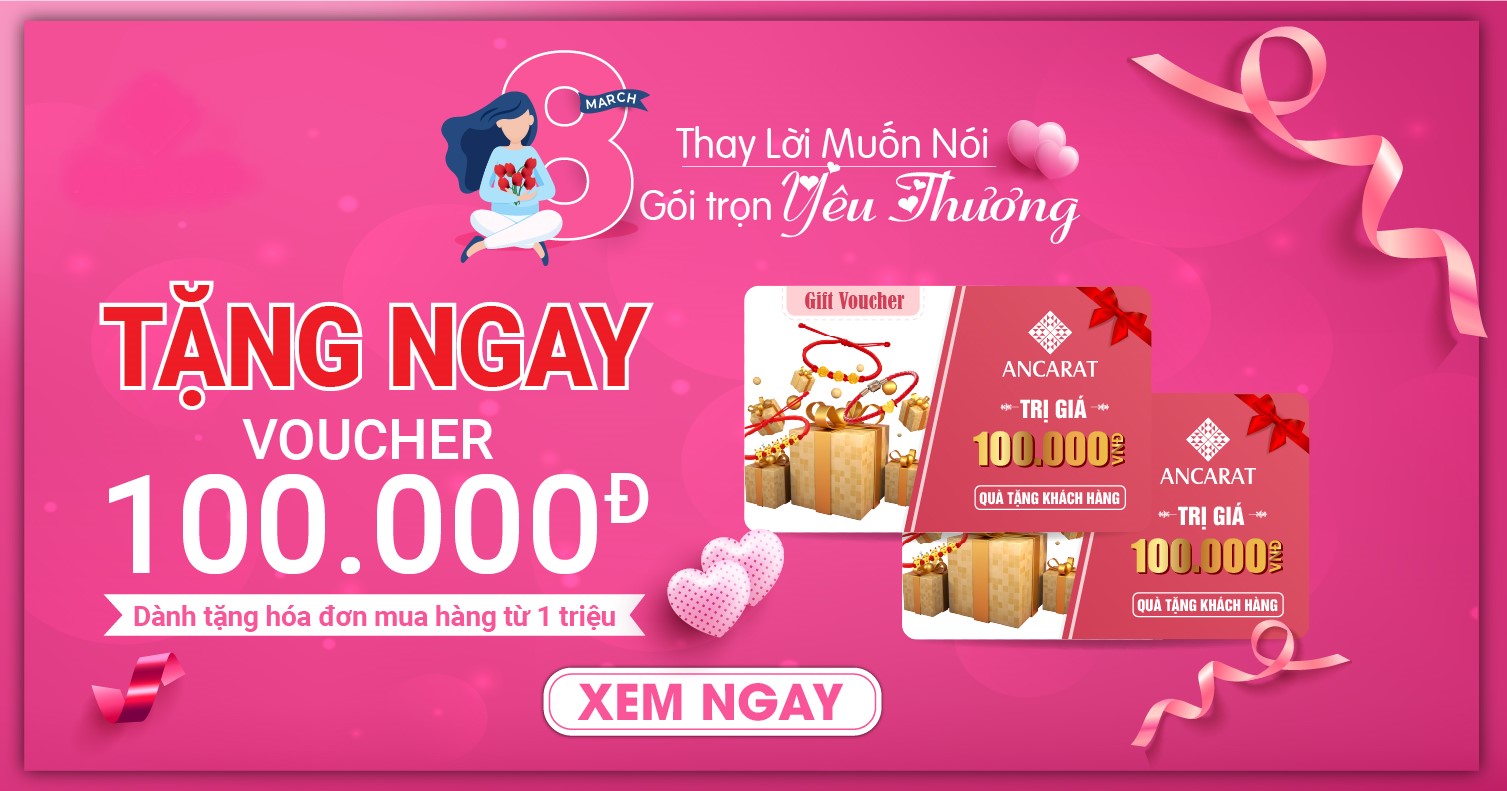 8
MARCH
Thay Lời Muốn Nói
Gói trọn Yêu Thương
TẶNG NGAY
VOUCHER
100.000Đ
Dành tặng hóa đơn mua hàng từ 1 triệu
Gift Voucher
ANCARAT
TRỊ GIÁ
100.000 VNĐ
QUÀ TẶNG KHÁCH HÀNG
ANCARAT
TRỊ GIÁ
100.000 VNĐ
QUÀ TẶNG KHÁCH HÀNG
XEM NGAY